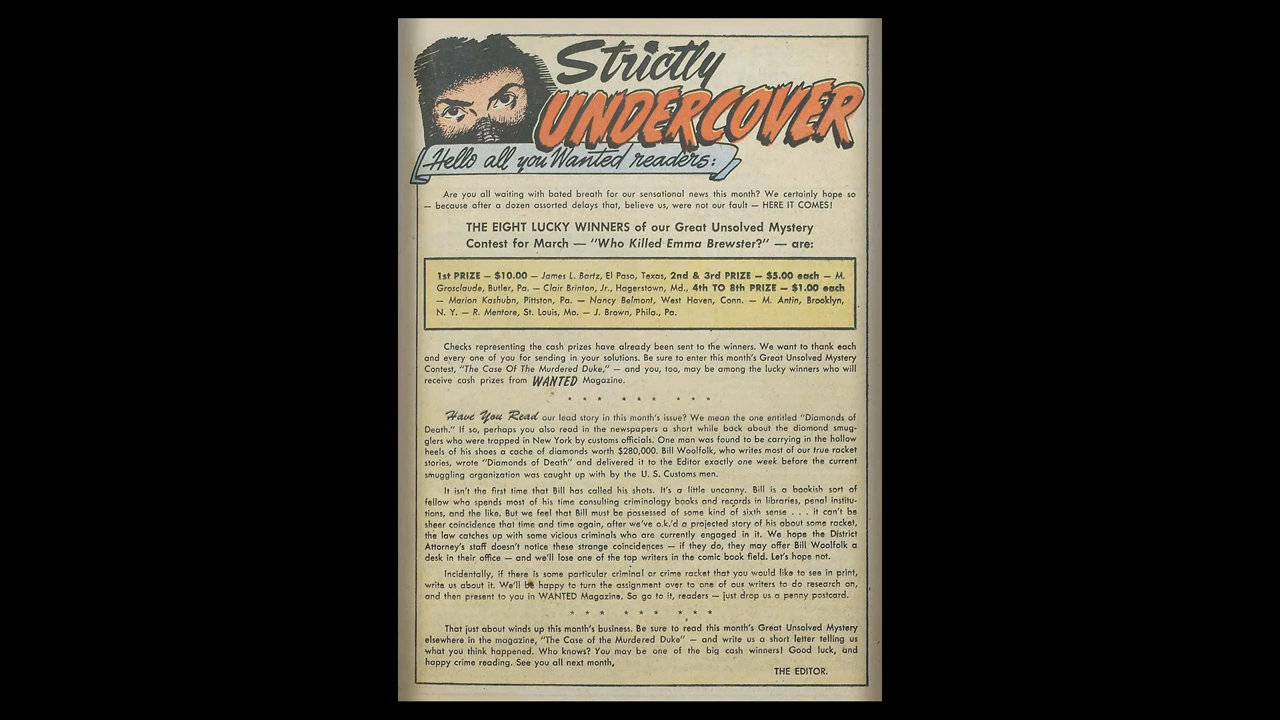 Strictly
UNDERCOVER
Hello all you Wanted readers:
Are you all waiting with bated breath for our sensational news this month? We certainly hope so
— because after a dozen assorted delays that, believe us, were not our fault — HERE IT COMES!
THE EIGHT LUCKY WINNERS of our Great Unsolved Mystery
Contest for March — "Who Killed Emma Brewster?" — are:
1st PRIZE — $10.00 — James L. Bartz, El Paso, Texas, 2nd & 3rd PRIZE — $5.00 each — M.
Grosclaude, Butler, Pa. — Clair Brinton, Jr., Hagerstown, Md., 4th TO 8th PRIZE — $1.00 each
— Marion Kashubn, Pittston, Pa. — Nancy Belmont, West Haven, Conn. — M. Antin, Brooklyn,
N. Y. — R. Mentore, St. Louis, Mo. — J. Brown, Phila., Pa.
Checks representing the cash prizes have already been sent to the winners. We want to thank each
and every one of you for sending in your solutions. Be sure to enter this month's Great Unsolved Mystery
Contest, "The Case Of The Murdered Duke," — and you, too, may be among the lucky winners who will
receive cash prizes from WANTED Magazine.
* * * * * * * * *
Have You Read our lead story in this month's issue? We mean the one entitled "Diamonds of
Death." If so, perhaps you also read in the newspapers a short while back about the diamond smug-
glers who were trapped in New York by customs officials. One man was found to be carrying in the hollow
heels of his shoes a cache of diamonds worth $280,000. Bill Woolfolk, who writes most of our true racket
stories, wrote "Diamonds of Death" and delivered it to the Editor exactly one week before the current
smuggling organization was caught up with by the U. S. Customs men.
It isn't the first time that Bill has called his shots. It's a little uncanny. Bill is a bookish sort of
fellow who spends most of his time consulting criminology books and records in libraries, penal institu-
tions, and the like. But we feel that Bill must be possessed of some kind of sixth sense . . . it can't be
sheer coincidence that time and time again, after we've o.k.'d a projected story of his about some racket,
the law catches up with some vicious criminals who are currently engaged in it. We hope the District
Attorney's staff doesn't notice these strange coincidences — if they do, they may offer Bill Woolfolk a
desk in their office — and we'll lose one of the top writers in the comic book field. Let's hope not.
Incidentally, if there is some particular criminal or crime racket that you would like to see in print,
write us about it. We'll be happy to turn the assignment over to one of our writers to do research on,
and then present to you in WANTED Magazine. So go to it, readers — just drop us a penny postcard.
* * * * * * * * *
That just about winds up this month's business. Be sure to read this month's Great Unsolved Mystery
elsewhere in the magazine, "The Case of the Murdered Duke" — and write us a short letter telling us
what you think happened. Who knows? You may be one of the big cash winners! Good luck, and
happy crime reading. See you all next month,
THE EDITOR.